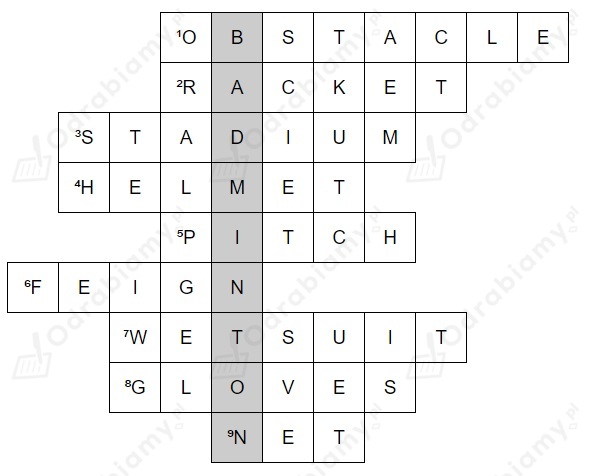 ¹O B S T A C L E
²R A C K E T
³S T A D I U M
⁴H E L M E T
⁵P I T C H
⁶F E I G N
⁷W E T S U I T
⁸G L O V E S
⁹N E T
Odrabiamy.pl